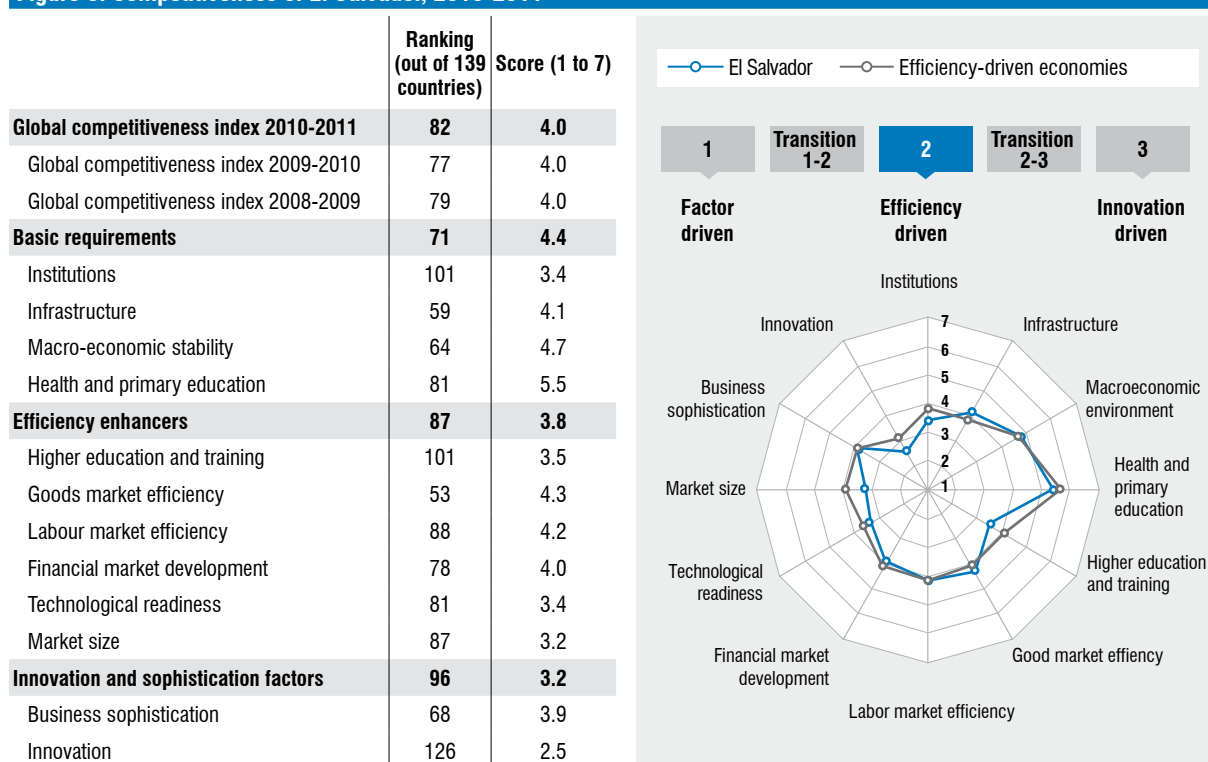 Ranking
(out of 139
countries)
Score (1 to 7)
Global competitiveness index 2010-2011 82 4.0
Global competitiveness index 2009-2010 77 4.0
Global competitiveness index 2008-2009 79 4.0
Basic requirements 71 4.4
Institutions 101 3.4
Infrastructure 59 4.1
Macro-economic stability 64 4.7
Health and primary education 81 5.5
Efficiency enhancers 87 3.8
Higher education and training 101 3.5
Goods market efficiency 53 4.3
Labour market efficiency 88 4.2
Financial market development 78 4.0
Technological readiness 81 3.4
Market size 87 3.2
Innovation and sophistication factors 96 3.2
Business sophistication 68 3.9
Innovation 126 2.5
El Salvador
Efficiency-driven economies
1
Transition
1-2
2
Transition
2-3
3
Factor
driven
Efficiency
driven
Innovation
driven
Institutions
Infrastructure
Macroeconomic
environment
Health and
primary
education
Higher education
and training
Good market effiency
Labor market efficiency
Financial market
development
Technological
readiness
Market size
Business
sophistication
Innovation
7
6
5
4
3
2
1